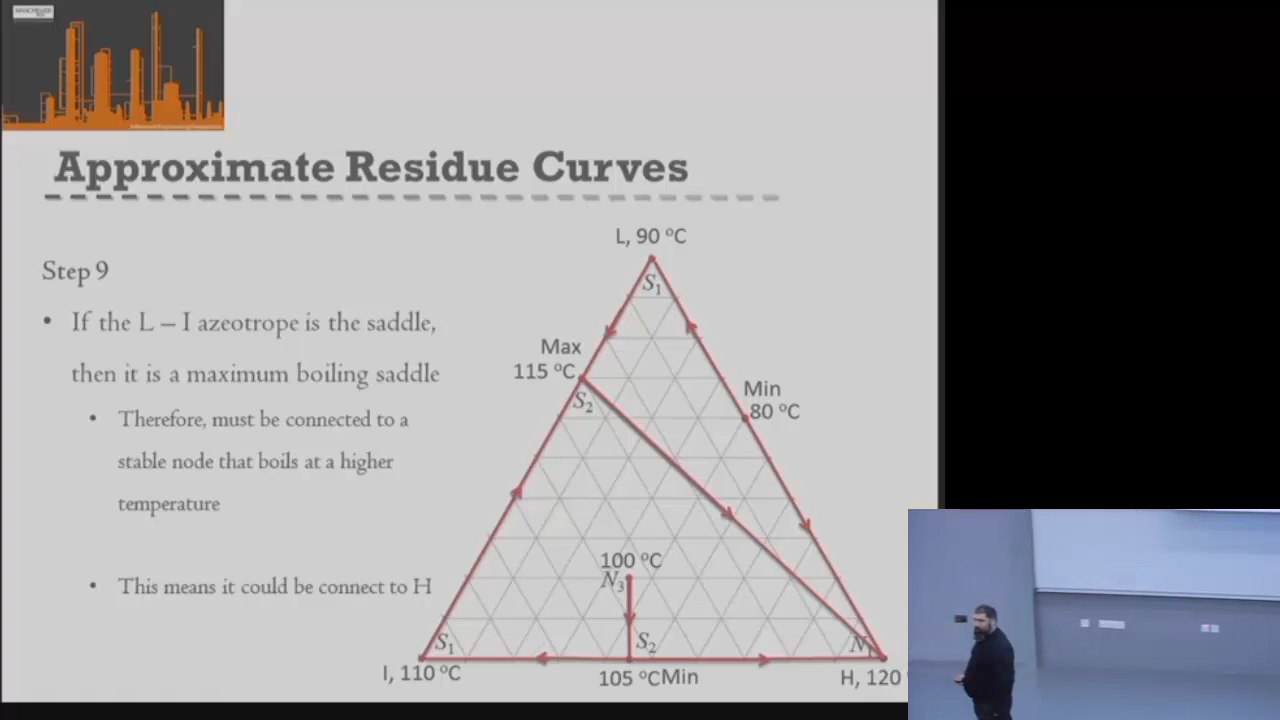 Approximate Residue Curves
Step 9
• If the L – I azeotrope is the saddle,
then it is a maximum boiling saddle
• Therefore, must be connected to a
stable node that boils at a higher
temperature
• This means it could be connect to H
L, 90 °C
S1
Max
115 °C
S2
Min
80 °C
100 °C
N3
S1
S2
N1
I, 110 °C
105 °C Min
H, 120